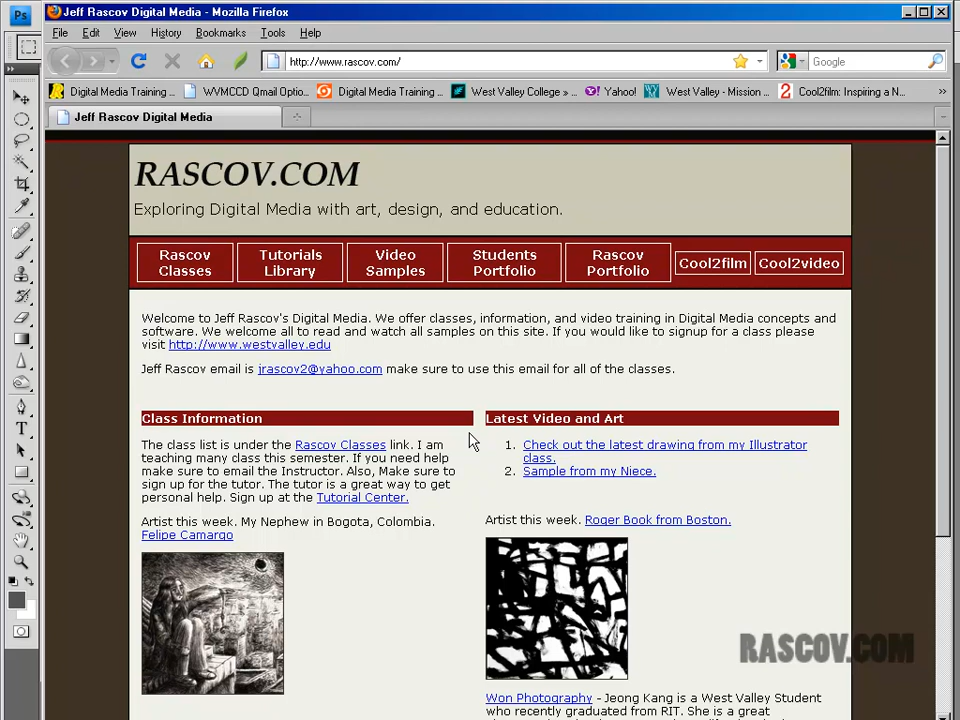 Ps
Jeff Rascov Digital Media - Mozilla Firefox
File Edit View History Bookmarks Tools Help
http://www.rascov.com/
Google
Digital Media Training ... WVMCCD Qmail Optio... Digital Media Training ... West Valley College » ... Yahoo! West Valley - Mission ... Cool2film: Inspiring a N...
Jeff Rascov Digital Media
RASCOV.COM
Exploring Digital Media with art, design, and education.
Rascov Classes
Tutorials Library
Video Samples
Students Portfolio
Rascov Portfolio
Cool2film
Cool2video
Welcome to Jeff Rascov's Digital Media. We offer classes, information, and video training in Digital Media concepts and
software. We welcome all to read and watch all samples on this site. If you would like to signup for a class please
visit http://www.westvalley.edu
Jeff Rascov email is jrascov2@yahoo.com make sure to use this email for all of the classes.
Class Information
The class list is under the Rascov Classes link. I am
teaching many class this semester. If you need help
make sure to email the Instructor. Also, Make sure to
sign up for the tutor. The tutor is a great way to get
personal help. Sign up at the Tutorial Center.
Artist this week. My Nephew in Bogota, Colombia.
Felipe Camargo
Latest Video and Art
1. Check out the latest drawing from my Illustrator
class.
2. Sample from my Niece.
Artist this week. Roger Book from Boston.
Won Photography - Jeong Kang is a West Valley Student
who recently graduated from RIT. She is a great
RASCOV.COM